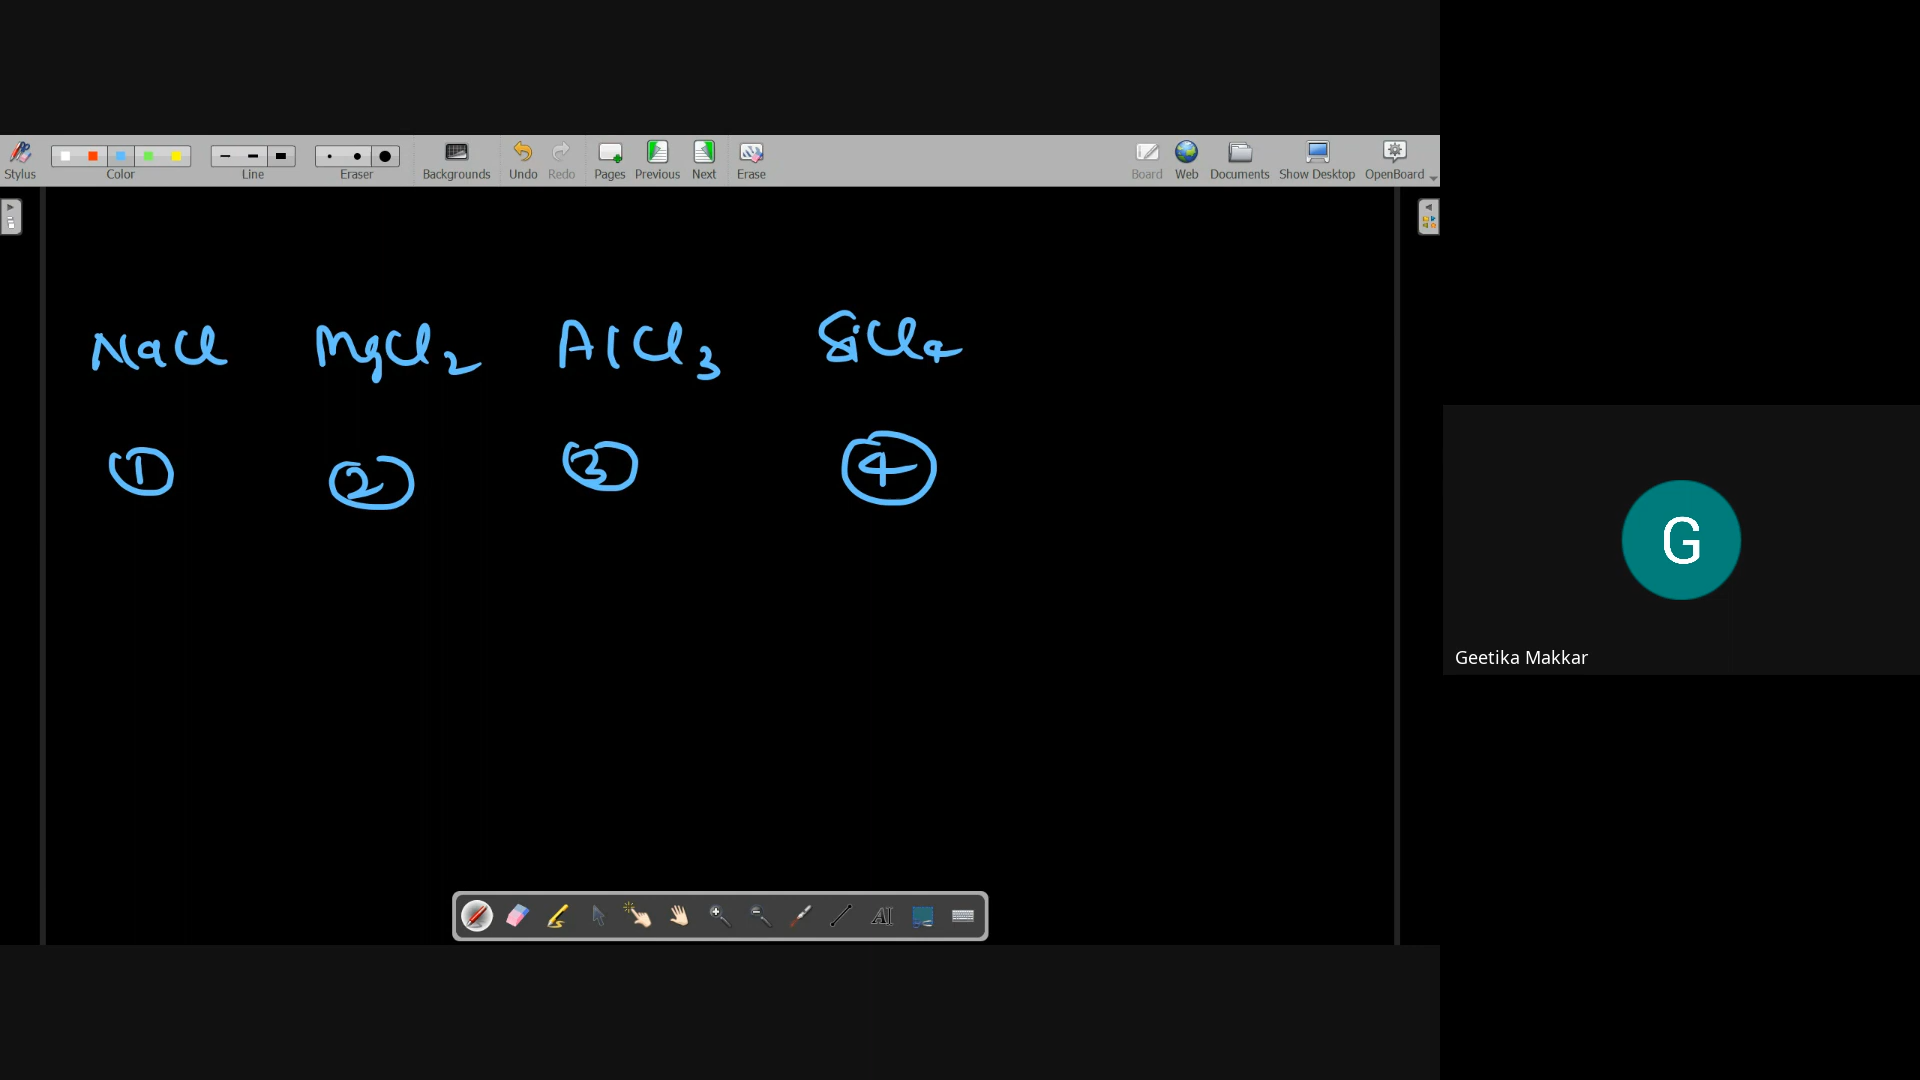 Stylus Color Line Eraser Backgrounds Undo Redo Pages Previous Next Erase Board Web Documents Show Desktop OpenBoard
NaCl MgCl2 AlCl3 SiCl4
1 2 3 4
G
Geetika Makkar
AI